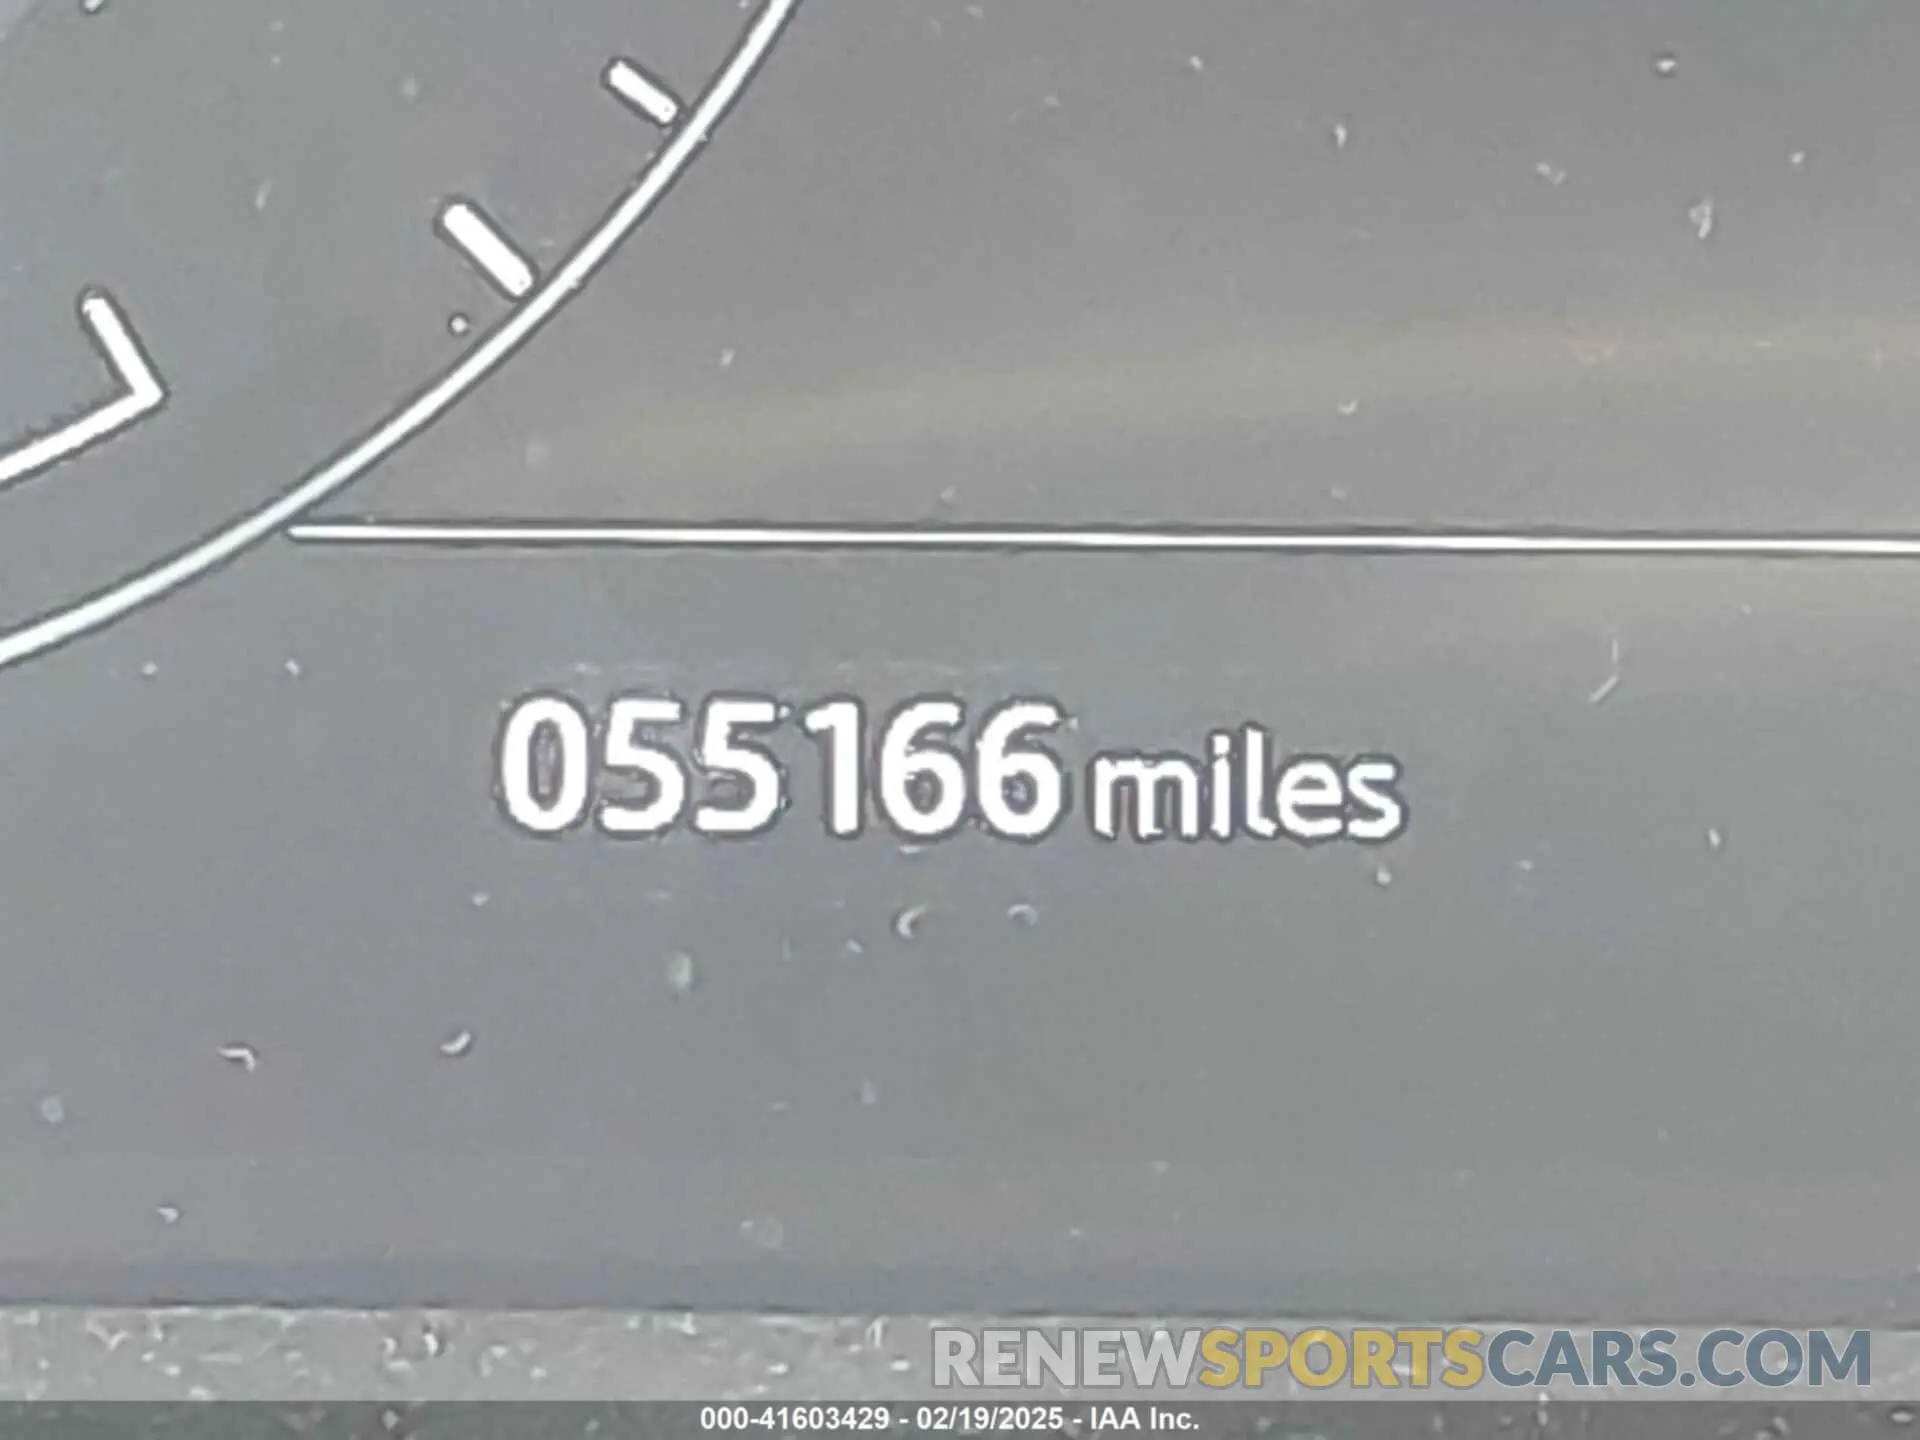 055166 miles
RENEWSPORTSCARS.COM
000-41603429 - 02/19/2025 - IAA Inc.